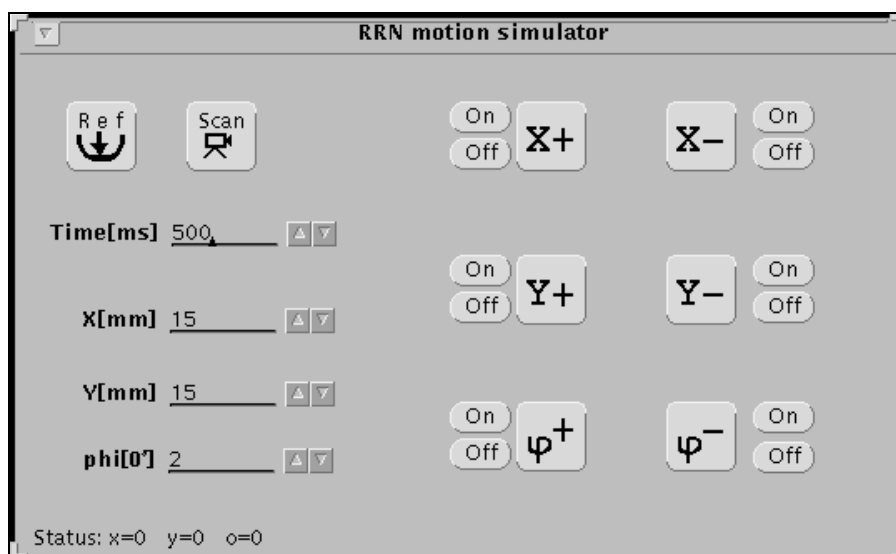 RRN motion simulator
Ref Scan
On X+ X- On
Off Off
Time[ms] 500
On Y+ Y- On
Off Off
X[mm] 15
Y[mm] 15
On φ+ φ- On
Off Off
phi[0'] 2
Status: x=0 y=0 o=0